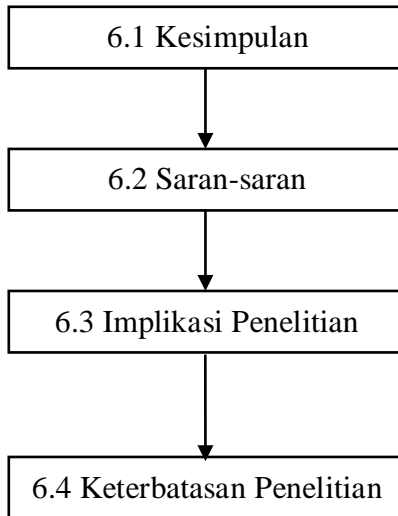 6.1 Kesimpulan
6.2 Saran-saran
6.3 Implikasi Penelitian
6.4 Keterbatasan Penelitian